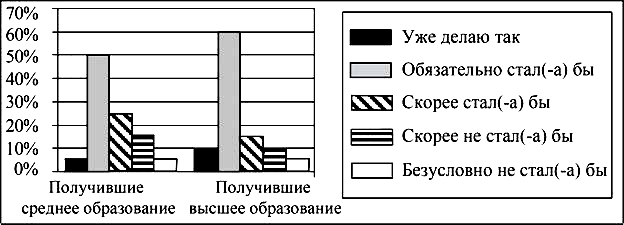 70%
60%
50%
40%
30%
20%
10%
0%
Получившие
среднее образование
Получившие
высшее образование
Уже делаю так
Обязательно стал(-а) бы
Скорее стал(-а) бы
Скорее не стал(-а) бы
Безусловно не стал(-а) бы